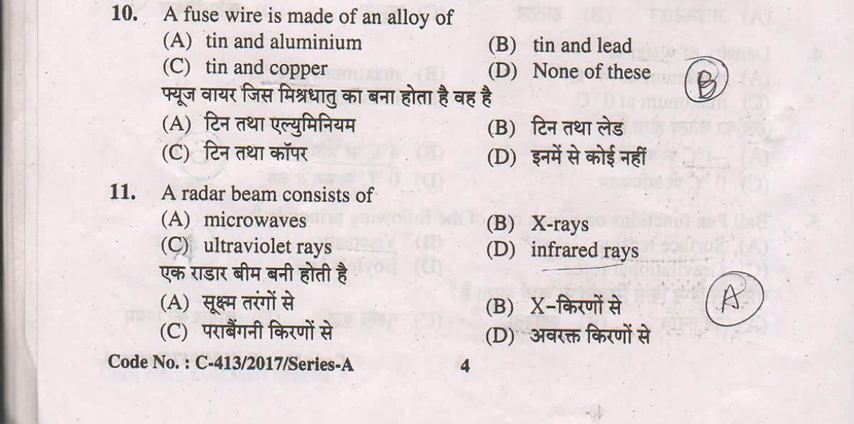 10. A fuse wire is made of an alloy of
(A) tin and aluminium (B) tin and lead
(C) tin and copper (D) None of these
B
फ्यूज वायर जिस मिश्रधातु का बना होता है वह है
(A) टिन तथा एल्युमिनियम (B) टिन तथा लेड
(C) टिन तथा कॉपर (D) इनमें से कोई नहीं
11. A radar beam consists of
(A) microwaves (B) X-rays
(C) ultraviolet rays (D) infrared rays
एक राडार बीम बनी होती है
(A) सूक्ष्म तरंगों से (B) X-किरणों से
A.
(C) पराबैंगनी किरणों से (D) अवरक्त किरणों से
Code No. : C-413/2017/Series-A 4